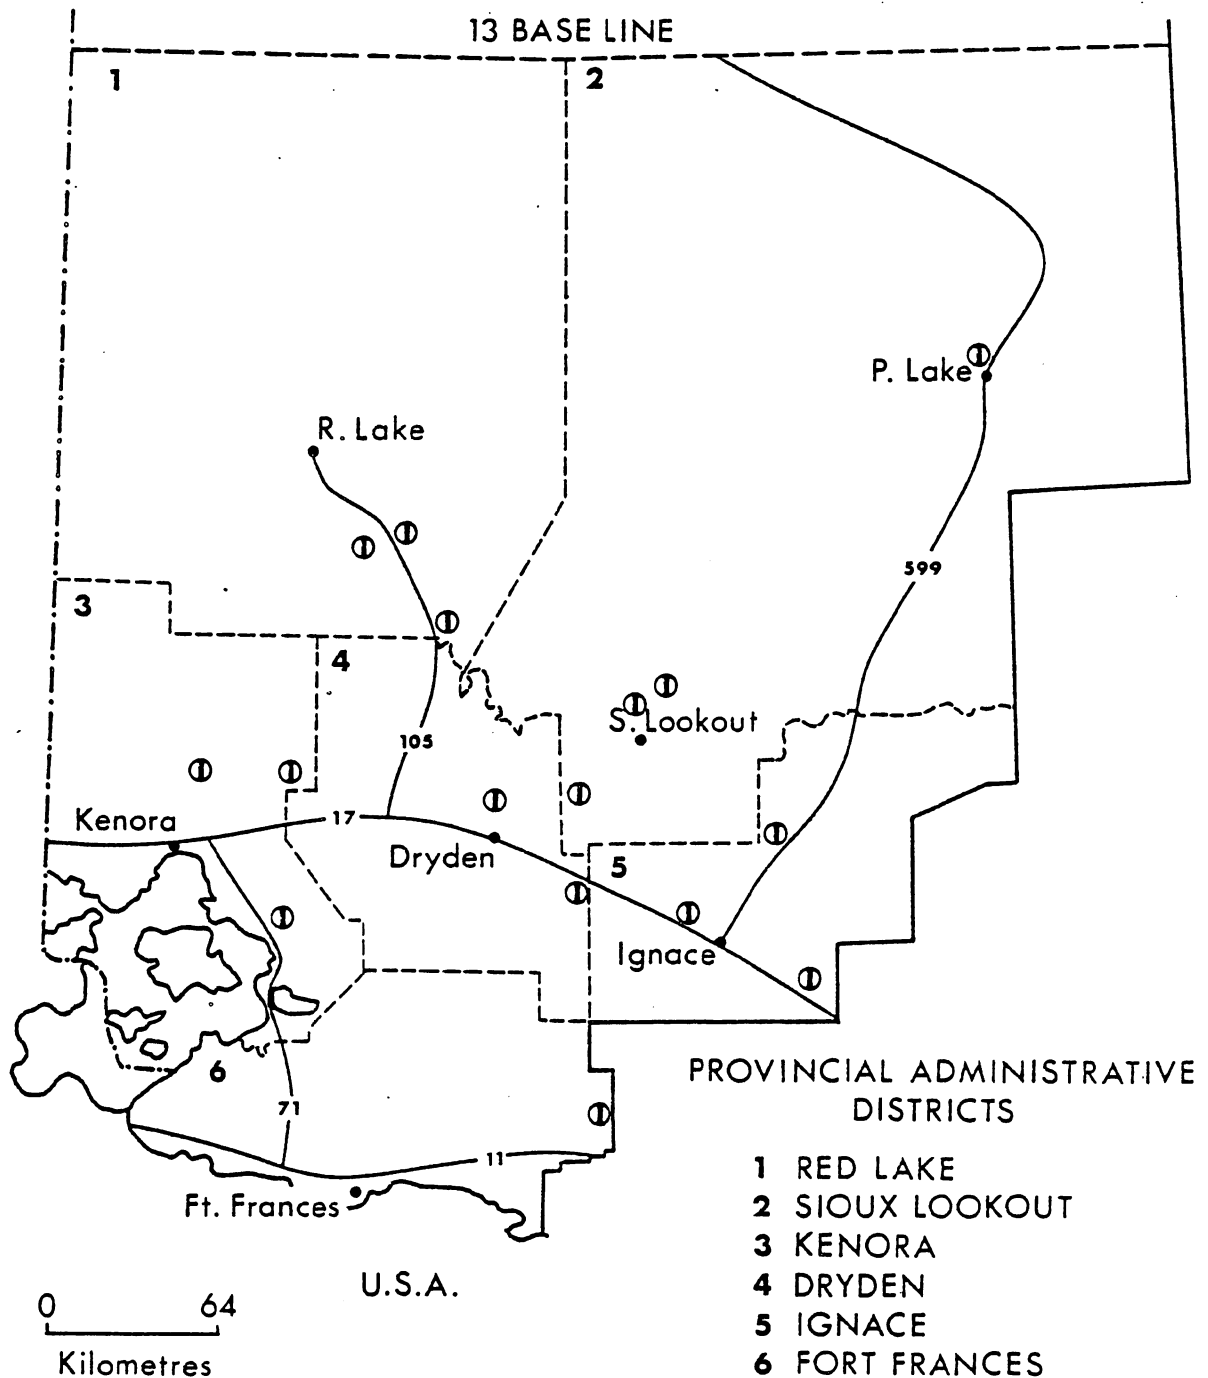 13 BASE LINE
1
2
P. Lake
R. Lake
599
3
4
S. Lookout
105
Kenora
17
Dryden
5
Ignace
6
71
11
Ft. Frances
U.S.A.
0 64
Kilometres
PROVINCIAL ADMINISTRATIVE
DISTRICTS
1 RED LAKE
2 SIOUX LOOKOUT
3 KENORA
4 DRYDEN
5 IGNACE
6 FORT FRANCES